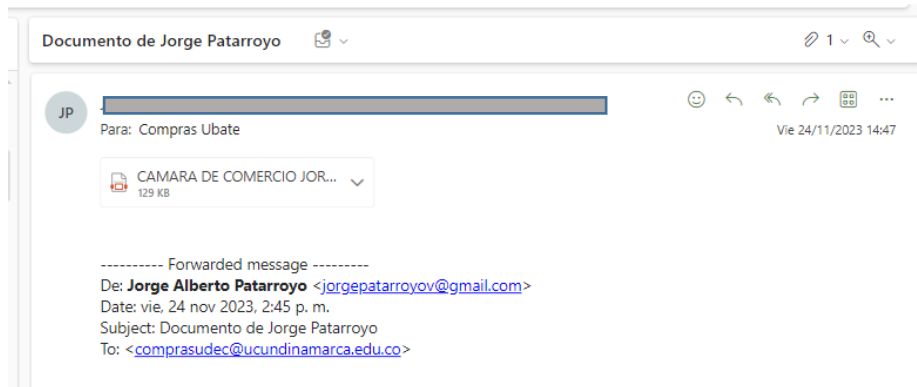 Documento de Jorge Patarroyo
1
JP
Para: Compras Ubate
Vie 24/11/2023 14:47
CAMARA DE COMERCIO JOR...
129 KB
---------- Forwarded message ---------
De: Jorge Alberto Patarroyo <jorgepatarroyov@gmail.com>
Date: vie, 24 nov 2023, 2:45 p. m.
Subject: Documento de Jorge Patarroyo
To: <comprasudec@ucundinamarca.edu.co>